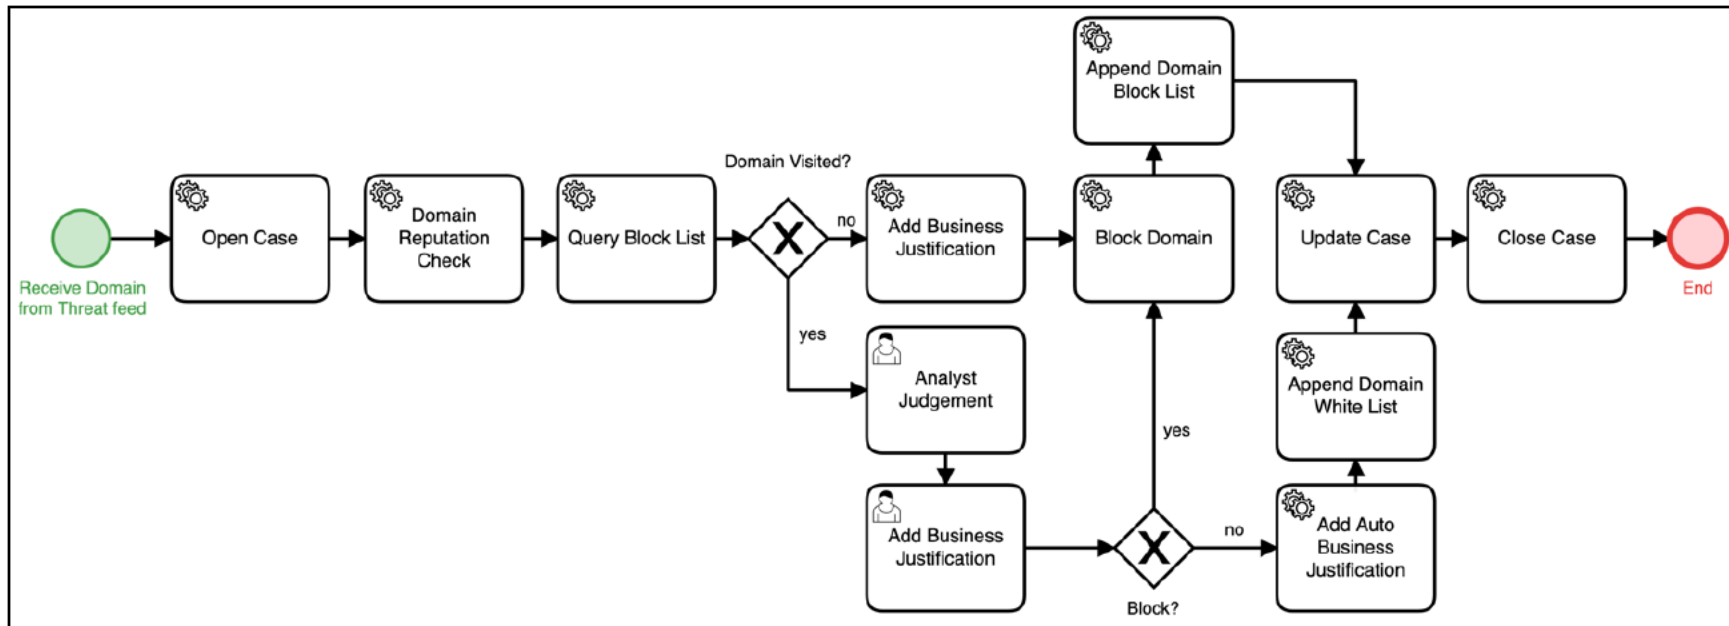 Append Domain
Block List
Domain Visited?
Open Case
Domain
Reputation
Check
Query Block List
no
Add Business
Justification
Block Domain
Update Case
Close Case
Receive Domain
from Threat feed
End
yes
Analyst
Judgement
Append Domain
White List
yes
Add Business
Justification
no
Add Auto
Business
Justification
Block?